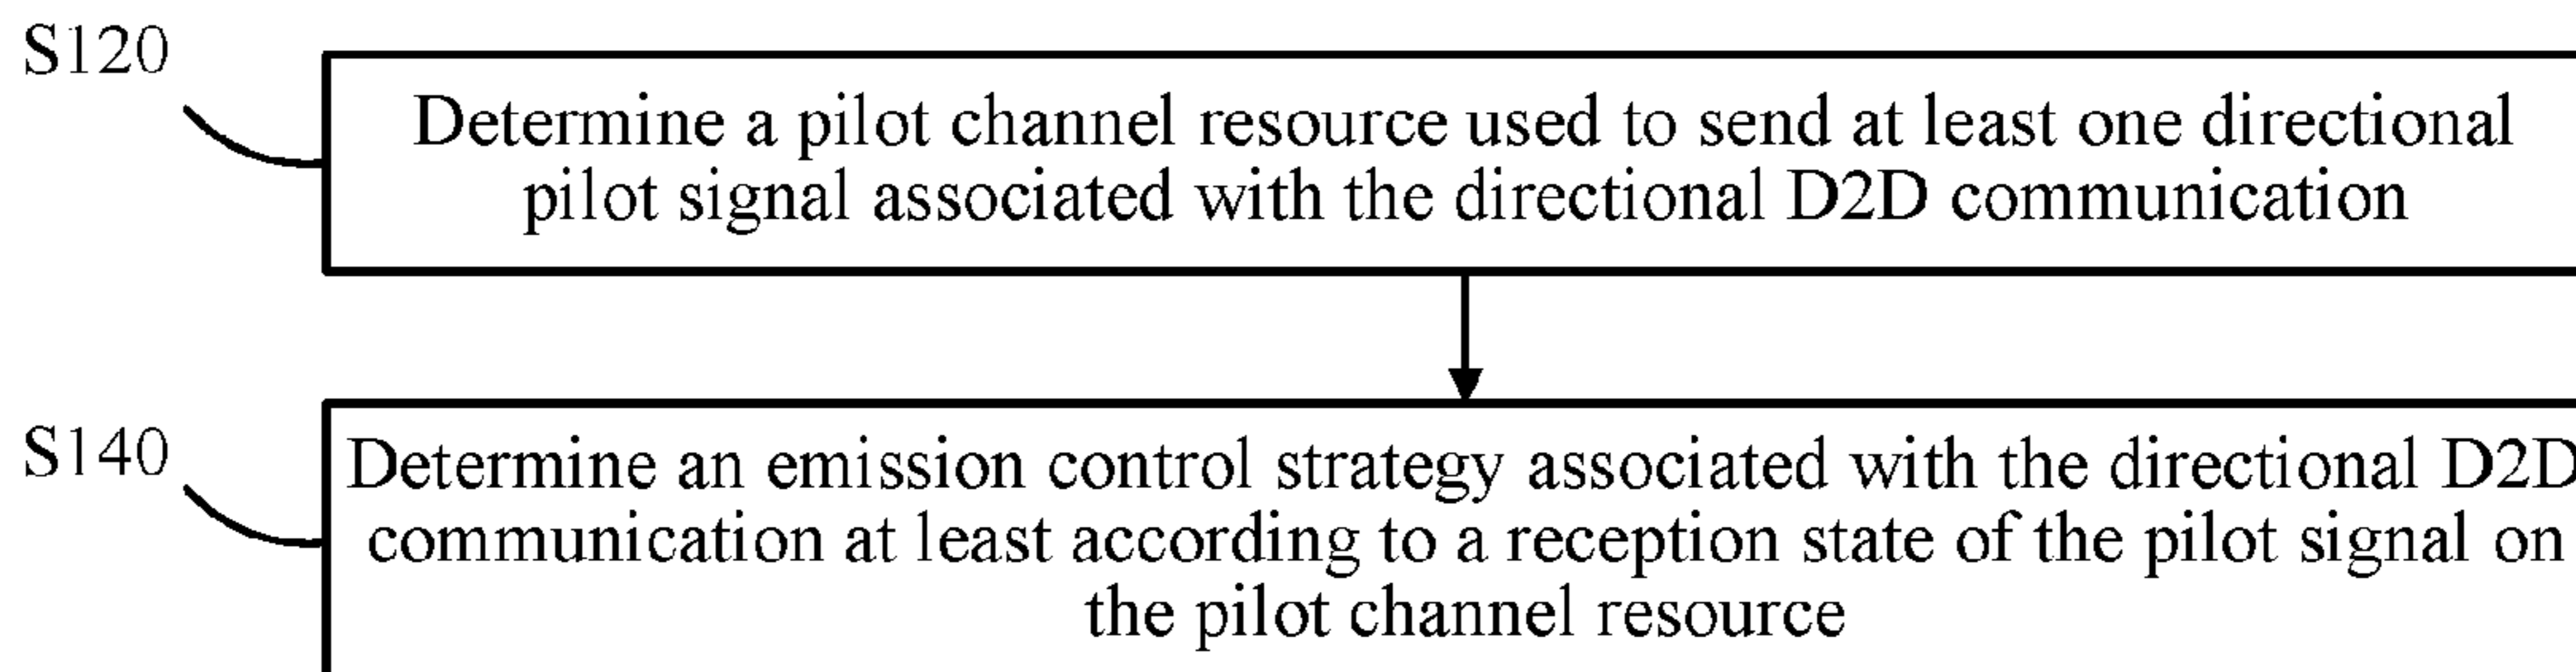 S120
Determine a pilot channel resource used to send at least one directional
pilot signal associated with the directional D2D communication
S140
Determine an emission control strategy associated with the directional D2D
communication at least according to a reception state of the pilot signal on
the pilot channel resource